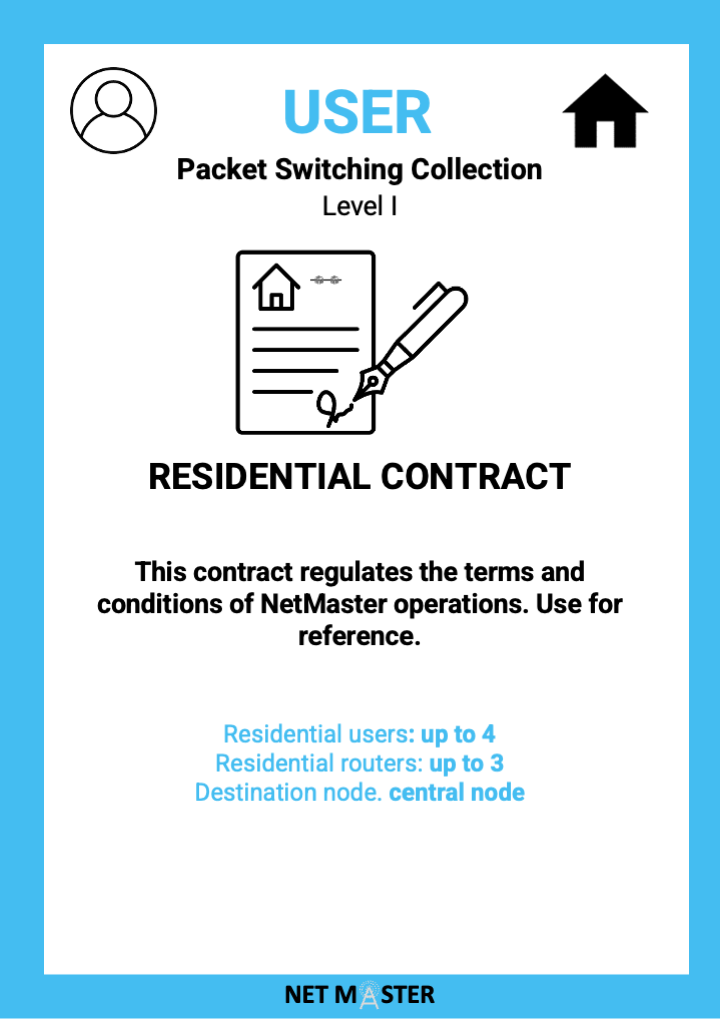 USER
Packet Switching Collection
Level I
RESIDENTIAL CONTRACT
This contract regulates the terms and
conditions of NetMaster operations. Use for
reference.
Residential users: up to 4
Residential routers: up to 3
Destination node. central node
NET MASTER